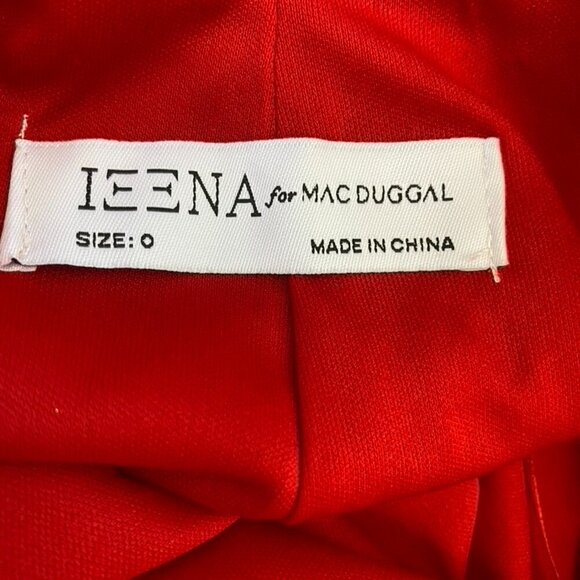 IEENA for MAC DUGGAL
SIZE: 0
MADE IN CHINA